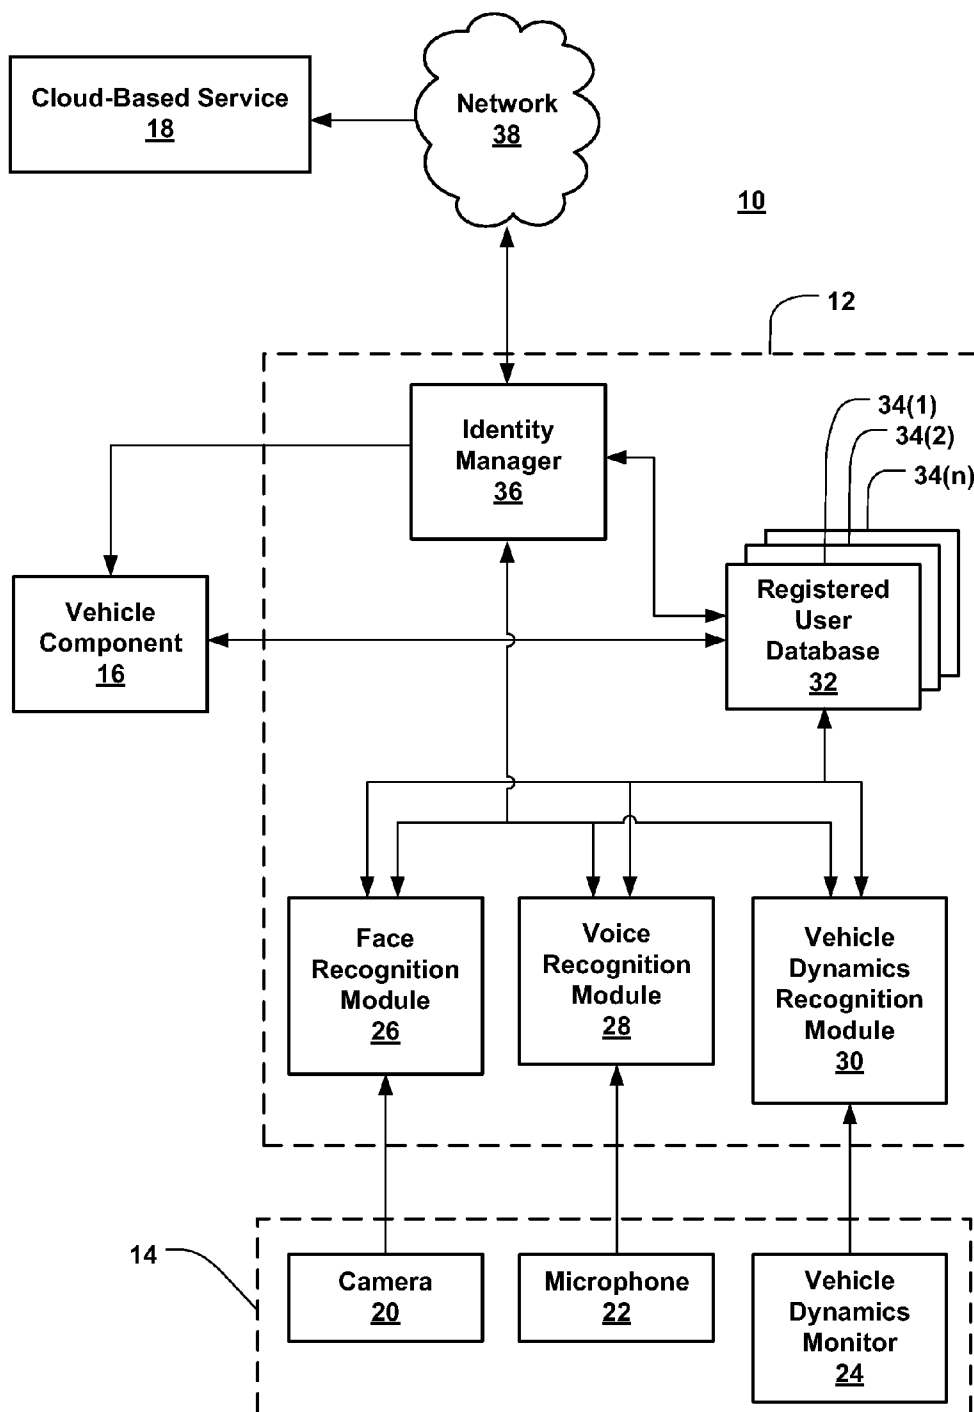 Cloud-Based Service
18
Network
38
10
12
Identity
Manager
36
34(1)
34(2)
34(n)
Registered
User
Database
32
Vehicle
Component
16
Face
Recognition
Module
26
Voice
Recognition
Module
28
Vehicle
Dynamics
Recognition
Module
30
14
Camera
20
Microphone
22
Vehicle
Dynamics
Monitor
24